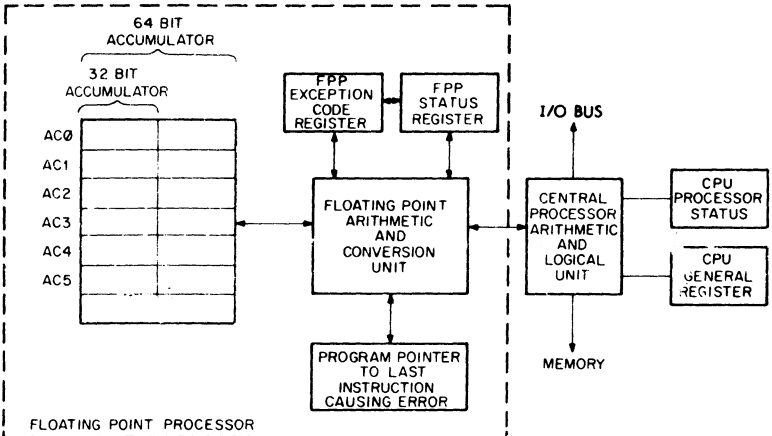 64 BIT
ACCUMULATOR
32 BIT
ACCUMULATOR
AC0
AC1
AC2
AC3
AC4
AC5
FPP
EXCEPTION
CODE
REGISTER
FPP
STATUS
REGISTER
FLOATING POINT
ARITHMETIC
AND
CONVERSION
UNIT
PROGRAM POINTER
TO LAST
INSTRUCTION
CAUSING ERROR
FLOATING POINT PROCESSOR
I/O BUS
CENTRAL
PROCESSOR
ARITHMETIC
AND
LOGICAL
UNIT
MEMORY
CPU
PROCESSOR
STATUS
CPU
GENERAL
REGISTER